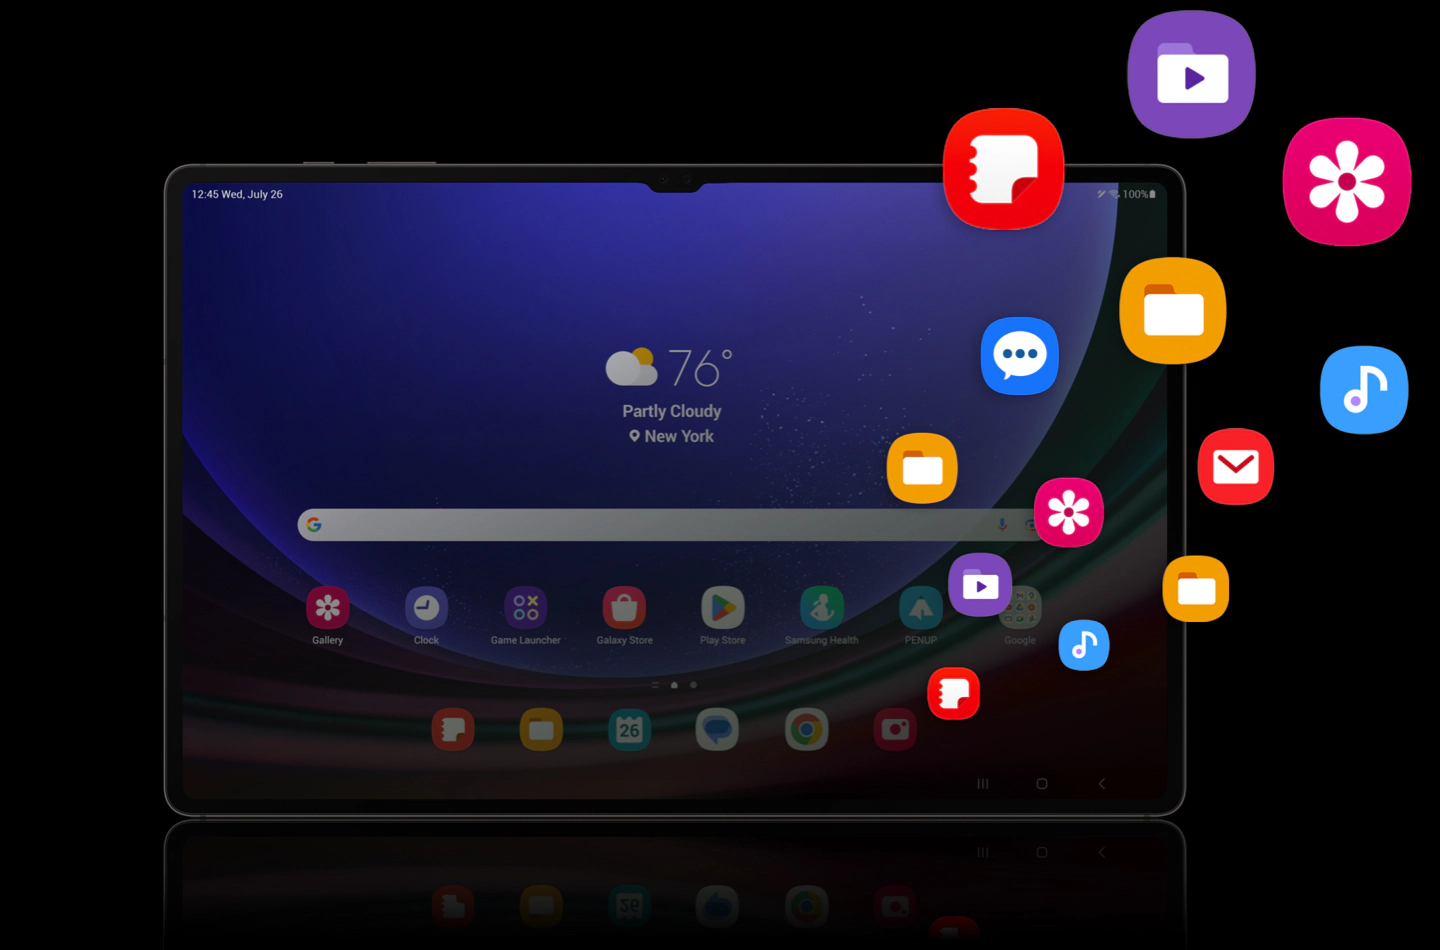 12:45 Wed, July 26
100%
76°
Partly Cloudy
New York
G
Gallery
Clock
Game Launcher
Galaxy Store
Play Store
Samsung Health
PENUP
Google
26